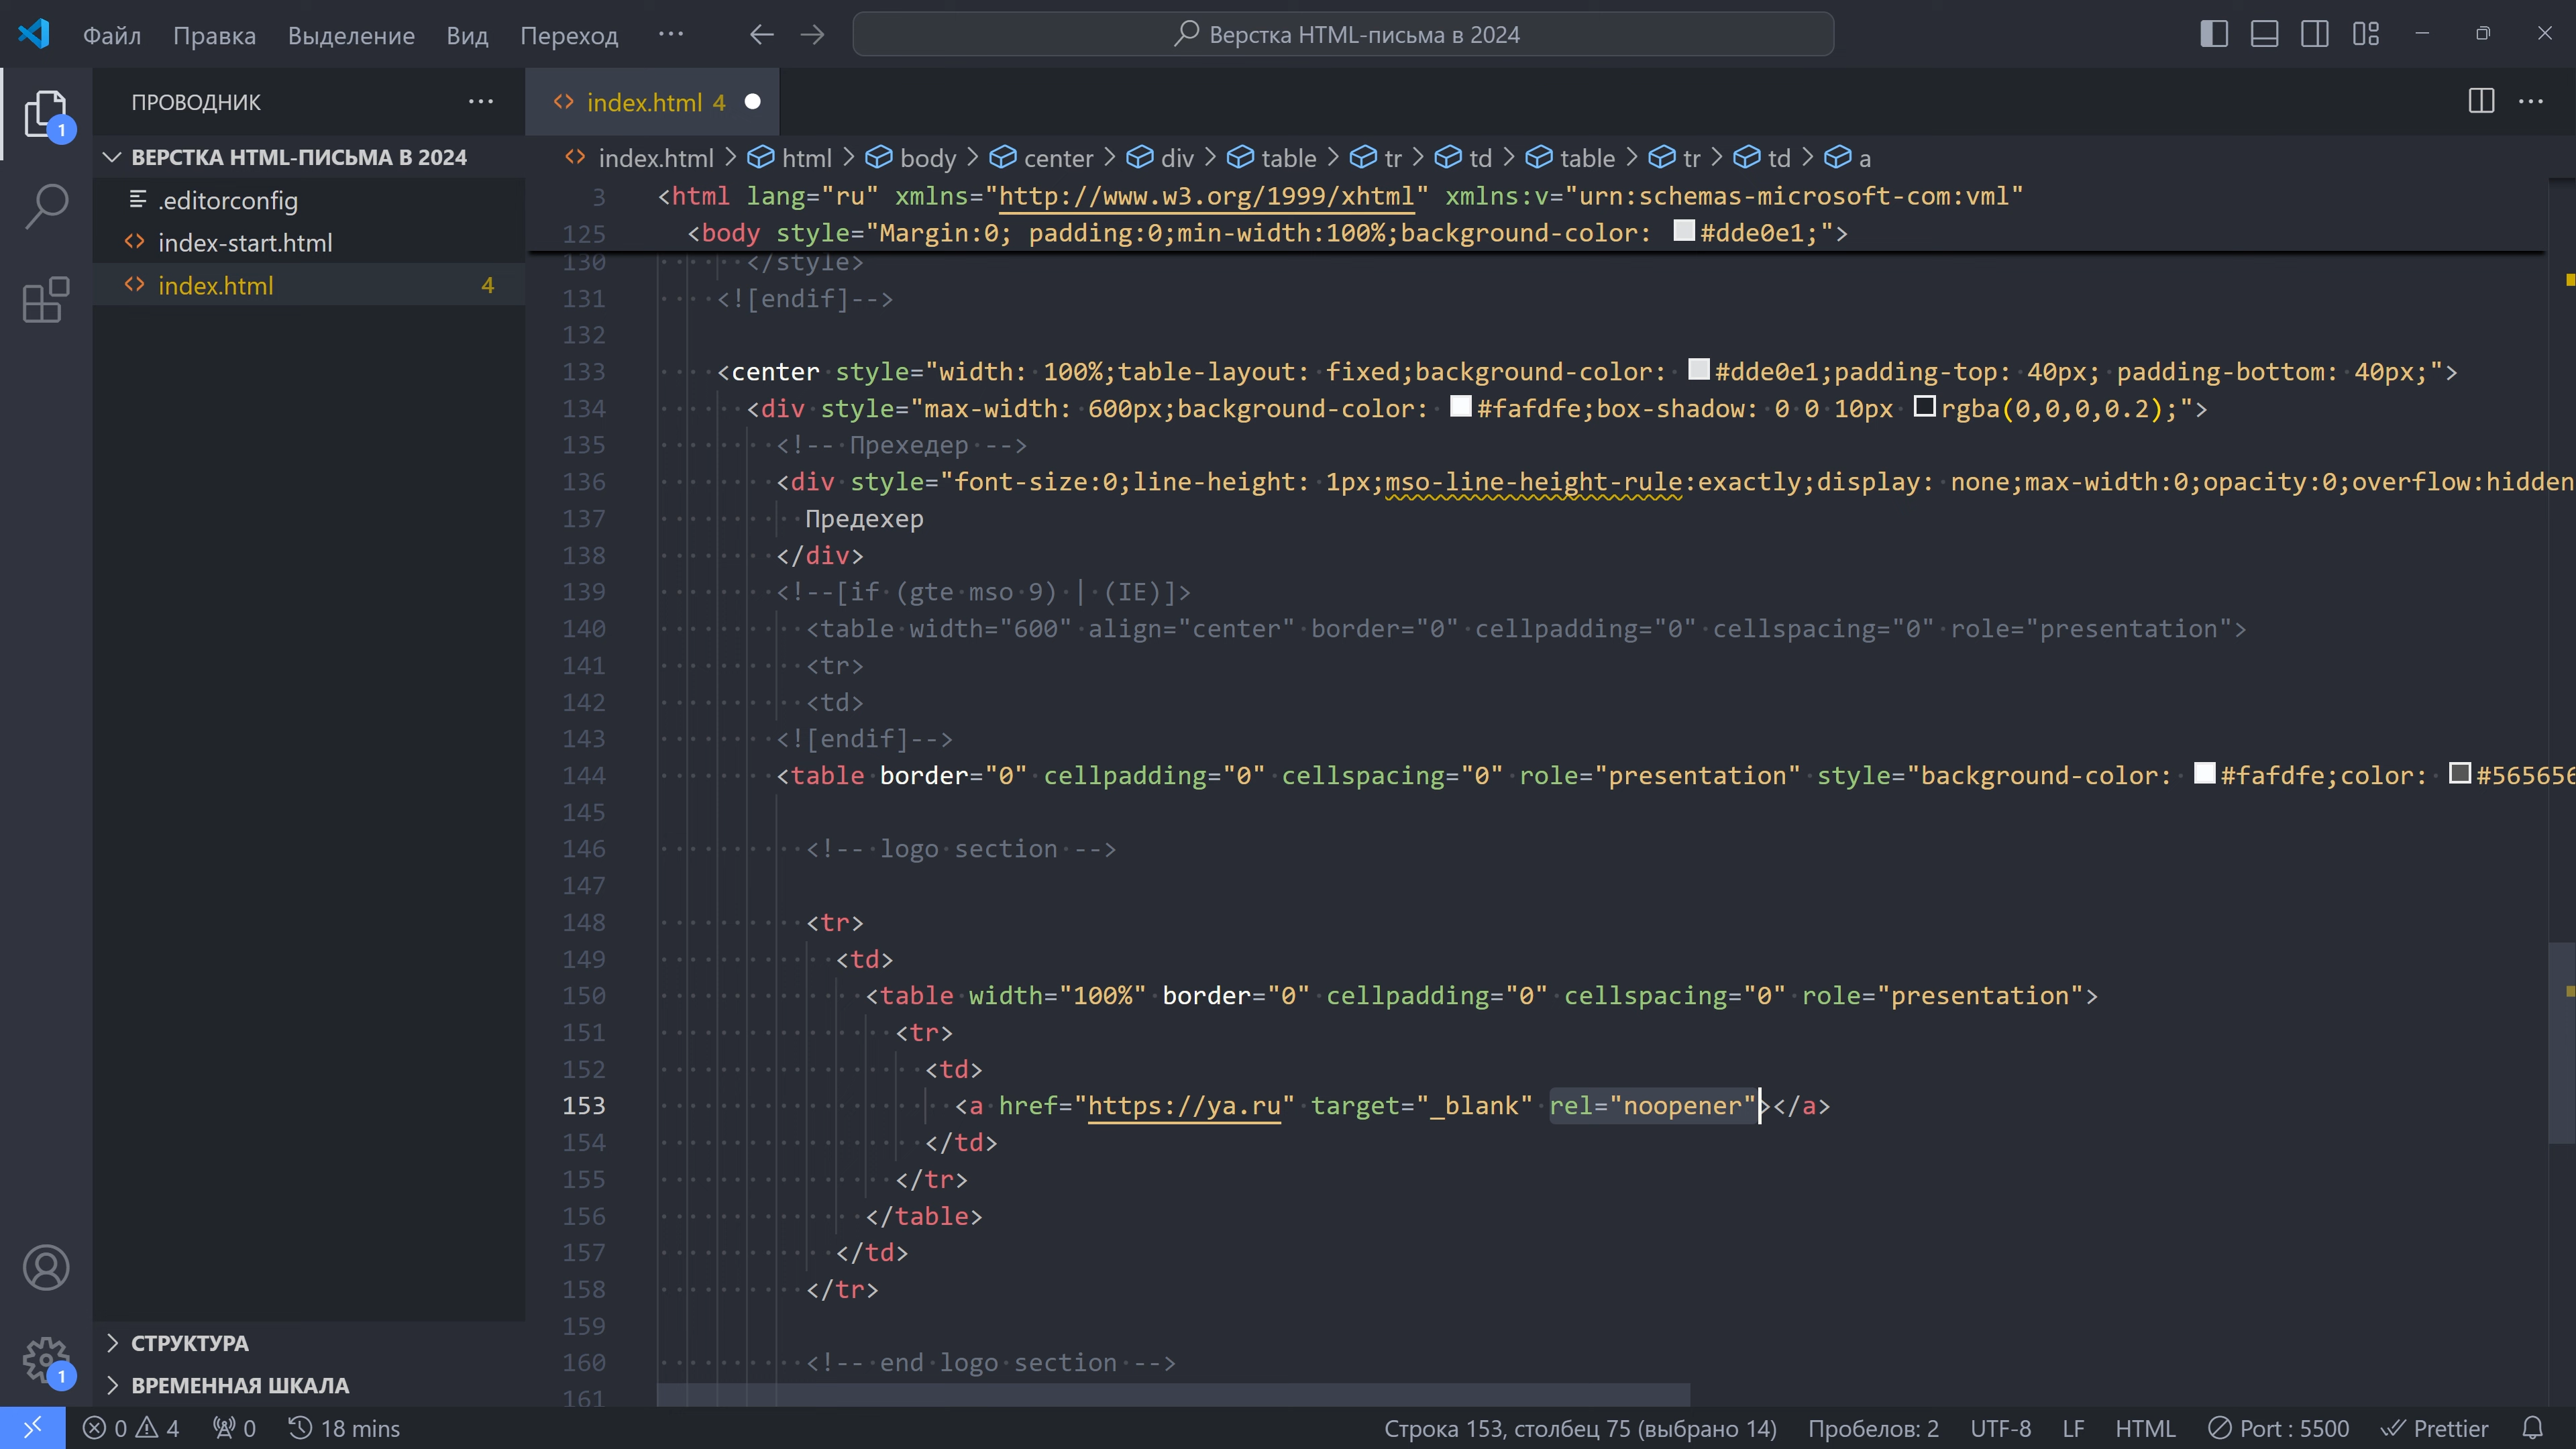 Файл Правка Выделение Вид Переход ··· Верстка HTML-письма в 2024
ПРОВОДНИК ···
ВЕРСТКА HTML-ПИСЬМА В 2024
.editorconfig
index-start.html
index.html 4
СТРУКТУРА
ВРЕМЕННАЯ ШКАЛА
1
1
index.html 4
index.html > html > body > center > div > table > tr > td > table > tr > td > a
3 <html lang="ru" xmlns="http://www.w3.org/1999/xhtml" xmlns:v="urn:schemas-microsoft-com:vml"
125 <body style="Margin:0; padding:0;min-width:100%;background-color: #dde0e1;">
130 </style>
131 <![endif]-->
132
133 <center style="width: 100%;table-layout: fixed;background-color: #dde0e1;padding-top: 40px; padding-bottom: 40px;">
134 <div style="max-width: 600px;background-color: #fafdfe;box-shadow: 0 0 10px rgba(0,0,0,0.2);">
135 <!-- Прехедер -->
136 <div style="font-size:0;line-height: 1px;mso-line-height-rule:exactly;display: none;max-width:0;opacity:0;overflow:hidden
137 Предехер
138 </div>
139 <!--[if (gte mso 9) | (IE)]>
140 <table width="600" align="center" border="0" cellpadding="0" cellspacing="0" role="presentation">
141 <tr>
142 <td>
143 <![endif]-->
144 <table border="0" cellpadding="0" cellspacing="0" role="presentation" style="background-color: #fafdfe;color: #565656
145
146 <!-- logo section -->
147
148 <tr>
149 <td>
150 <table width="100%" border="0" cellpadding="0" cellspacing="0" role="presentation">
151 <tr>
152 <td>
153 <a href="https://ya.ru" target="_blank" rel="noopener"></a>
154 </td>
155 </tr>
156 </table>
157 </td>
158 </tr>
159
160 <!-- end logo section -->
161
0 4 0 18 mins Строка 153, столбец 75 (выбрано 14) Пробелов: 2 UTF-8 LF HTML Port : 5500 Prettier